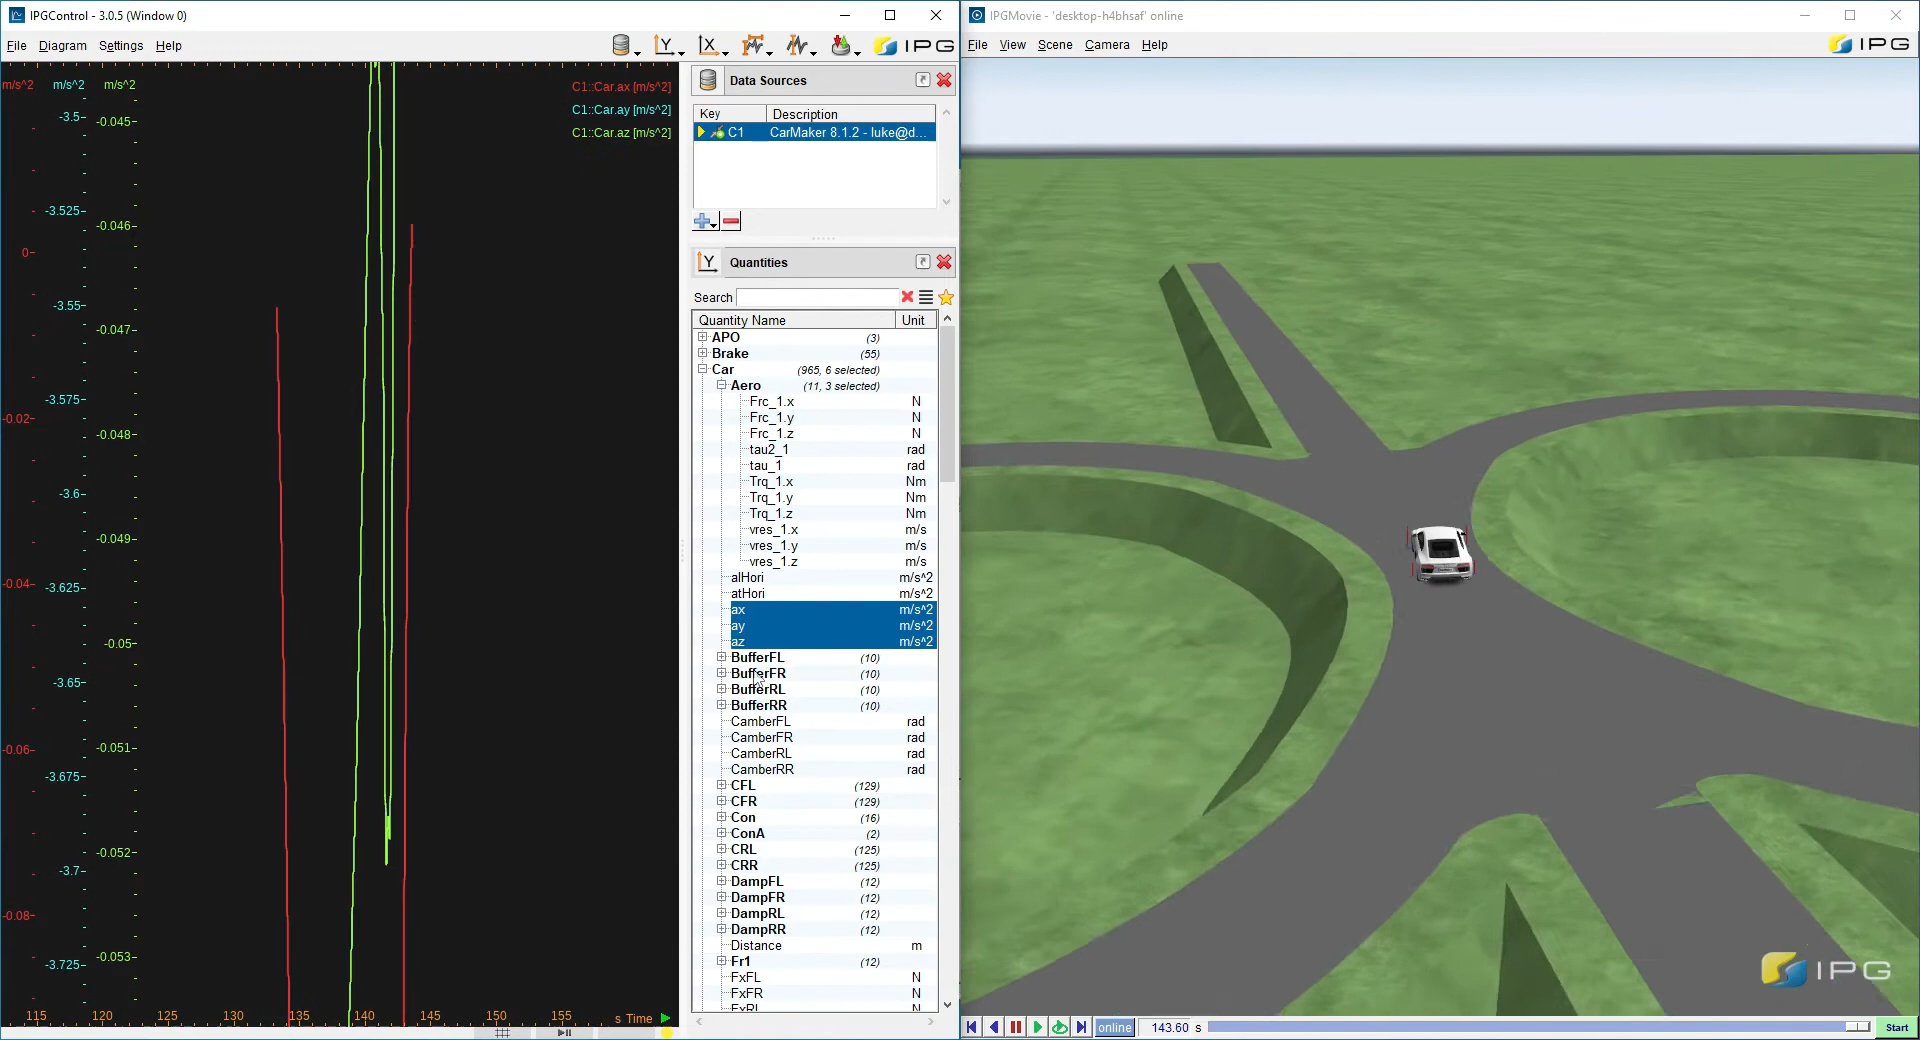 IPGControl - 3.0.5 (Window 0)
File Diagram Settings Help
IPG
m/s^2 m/s^2 m/s^2
C1::Car.ax [m/s^2]
C1::Car.ay [m/s^2]
C1::Car.az [m/s^2]
0
-0.02
-0.04
-0.06
-0.08
-3.5
-3.525
-3.55
-3.575
-3.6
-3.625
-3.65
-3.675
-3.7
-3.725
-0.045
-0.046
-0.047
-0.048
-0.049
-0.05
-0.051
-0.052
-0.053
115 120 125 130 135 140 145 150 155 s Time
Data Sources
Key Description
C1 CarMaker 8.1.2 - luke@d...
Quantities
Search
Quantity Name Unit
APO (3)
Brake (55)
Car (965, 6 selected)
Aero (11, 3 selected)
Frc_1.x N
Frc_1.y N
Frc_1.z N
tau2_1 rad
tau_1 rad
Trq_1.x Nm
Trq_1.y Nm
Trq_1.z Nm
vres_1.x m/s
vres_1.y m/s
vres_1.z m/s
alHori m/s^2
atHori m/s^2
ax m/s^2
ay m/s^2
az m/s^2
BufferFL (10)
BufferFR (10)
BufferRL (10)
BufferRR (10)
CamberFL rad
CamberFR rad
CamberRL rad
CamberRR rad
CFL (129)
CFR (129)
Con (16)
ConA (2)
CRL (125)
CRR (125)
DampFL (12)
DampFR (12)
DampRL (12)
DampRR (12)
Distance m
Fr1 (12)
FxFL N
FxFR N
FxRL N
IPGMovie - 'desktop-h4bhsaf' online
File View Scene Camera Help
IPG
IPG
online 143.60 s Start